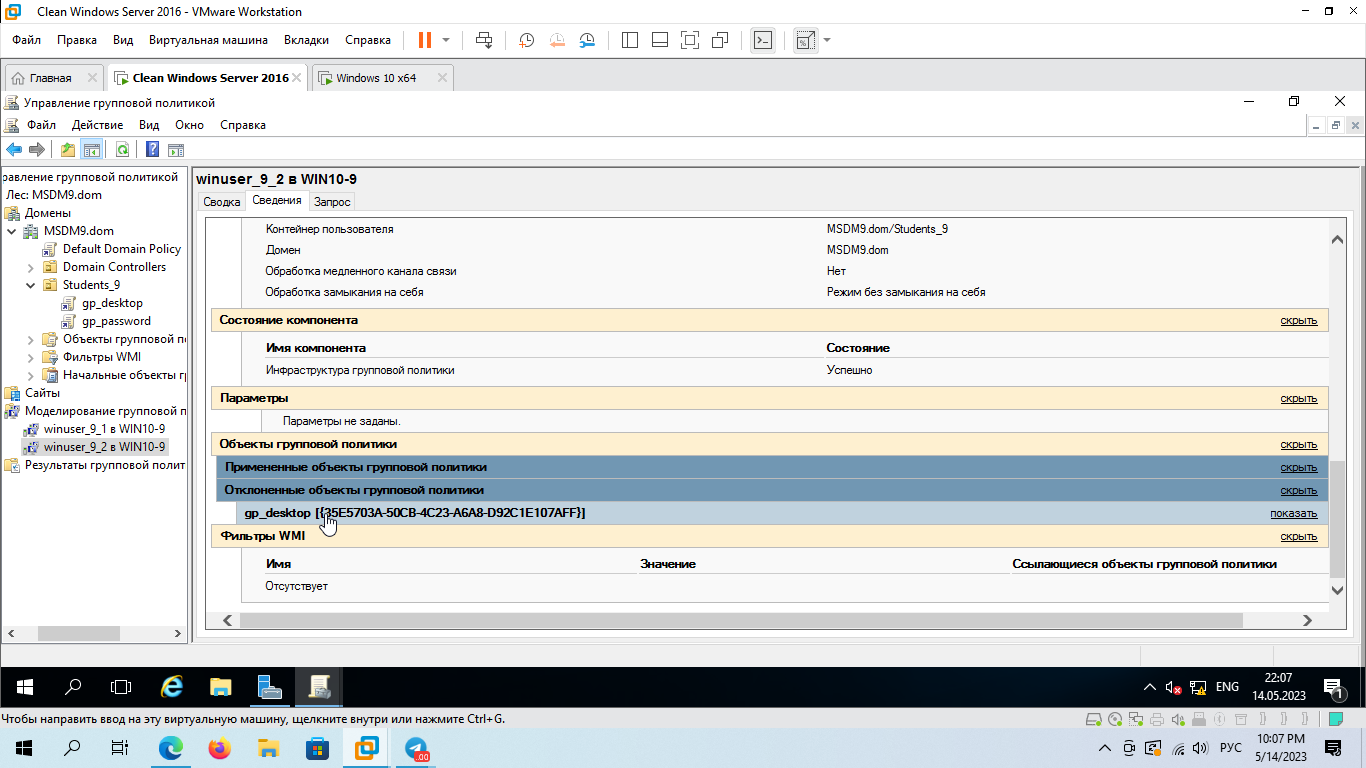 Clean Windows Server 2016 - VMware Workstation
Файл Правка Вид Виртуальная машина Вкладки Справка
Главная Clean Windows Server 2016 Windows 10 x64
Управление групповой политикой
Файл Действие Вид Окно Справка
равление групповой политикой
Лес: MSDM9.dom
Домены
MSDM9.dom
Default Domain Policy
Domain Controllers
Students_9
gp_desktop
gp_password
Объекты групповой п
Фильтры WMI
Начальные объекты г
Сайты
Моделирование групповой п
winuser_9_1 в WIN10-9
winuser_9_2 в WIN10-9
Результаты групповой полит
winuser_9_2 в WIN10-9
Сводка Сведения Запрос
Контейнер пользователя MSDM9.dom/Students_9
Домен MSDM9.dom
Обработка медленного канала связи Нет
Обработка замыкания на себя Режим без замыкания на себя
Состояние компонента скрыть
Имя компонента Состояние
Инфраструктура групповой политики Успешно
Параметры скрыть
Параметры не заданы.
Объекты групповой политики скрыть
Примененные объекты групповой политики скрыть
Отклоненные объекты групповой политики скрыть
gp_desktop [{35E5703A-50CB-4C23-A6A8-D92C1E107AFF}] показать
Фильтры WMI скрыть
Имя Значение Ссылающиеся объекты групповой политики
Отсутствует
ENG 22:07
14.05.2023
1
Чтобы направить ввод на эту виртуальную машину, щелкните внутри или нажмите Ctrl+G.
.00
РУС 10:07 PM
5/14/2023